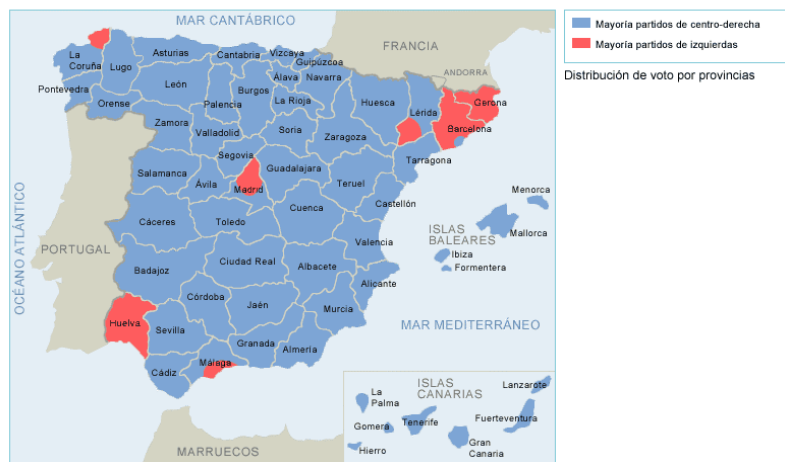 MAR CANTÁBRICO
FRANCIA
ANDORRA
La
Coruña
Lugo
Asturias
Cantabria
Vizcaya
Guipúzcoa
Pontevedra
Orense
León
Palencia
Burgos
Álava
Navarra
La Rioja
Huesca
Lérida
Gerona
Barcelona
Zamora
Valladolid
Soria
Zaragoza
Tarragona
Segovia
Salamanca
Ávila
Madrid
Guadalajara
Teruel
Castellón
Menorca
Cáceres
Toledo
Cuenca
Valencia
ISLAS
BALEARES
Mallorca
Ibiza
Formentera
OCÉANO ATLÁNTICO
PORTUGAL
Badajoz
Ciudad Real
Albacete
Alicante
Córdoba
Jaén
Murcia
Huelva
Sevilla
Granada
Almería
Málaga
Cádiz
MAR MEDITERRÁNEO
ISLAS
CANARIAS
La
Palma
Gomera
Hierro
Tenerife
Gran
Canaria
Fuerteventura
Lanzarote
MARRUECOS
Mayoría partidos de centro-derecha
Mayoría partidos de izquierdas
Distribución de voto por provincias